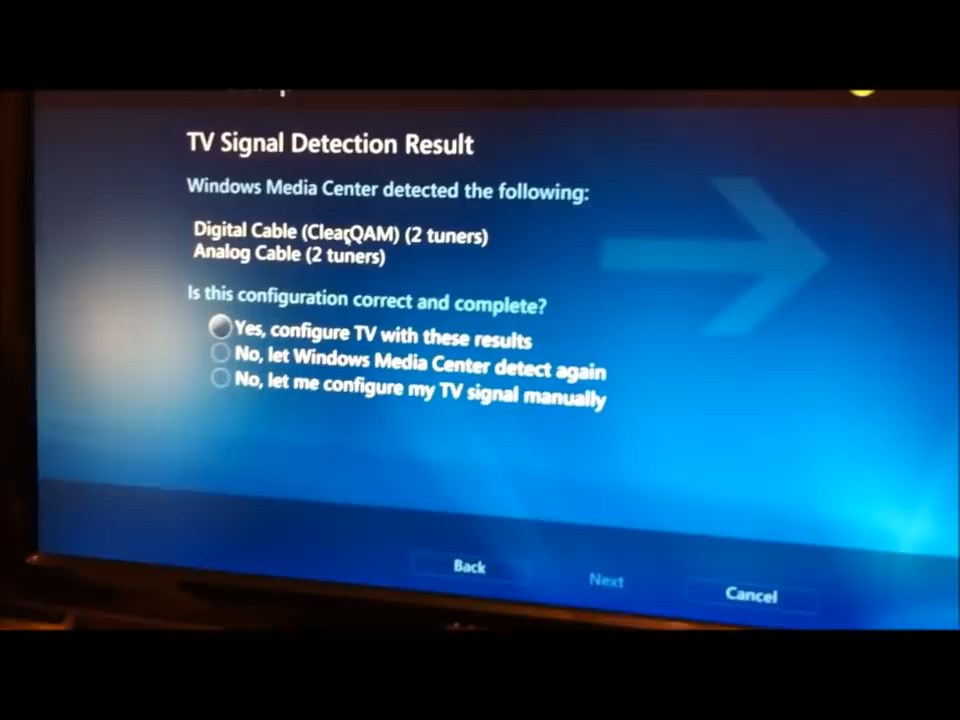 TV Signal Detection Result
Windows Media Center detected the following:
Digital Cable (ClearQAM) (2 tuners)
Analog Cable (2 tuners)
Is this configuration correct and complete?
Yes, configure TV with these results
No, let Windows Media Center detect again
No, let me configure my TV signal manually
Back
Next
Cancel